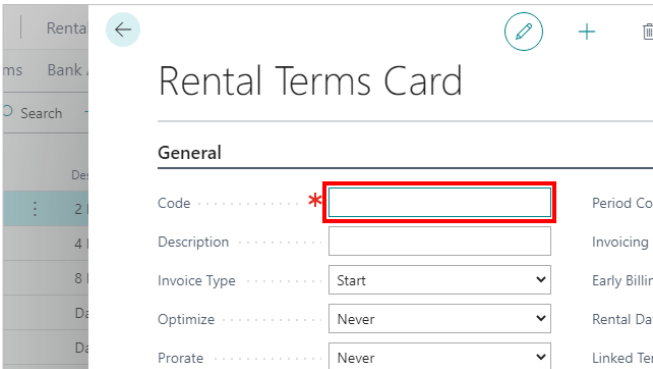 Renta
ms Bank
Search
Rental Terms Card
General
Code *
Period Co
Description
Invoicing
Invoice Type Start
Early Billin
Optimize Never
Rental Da
Prorate Never
Linked Ter
De
2
4
8
Da
Da